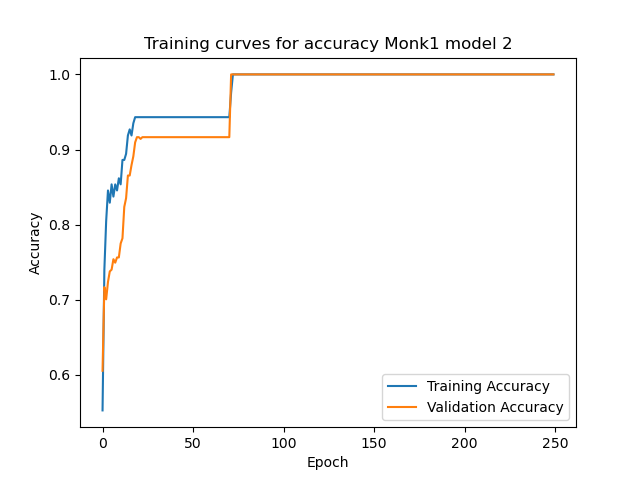 Training curves for accuracy Monk1 model 2
1.0
0.9
0.8
0.7
0.6
Accuracy
0
50
100
150
200
250
Epoch
Training Accuracy
Validation Accuracy